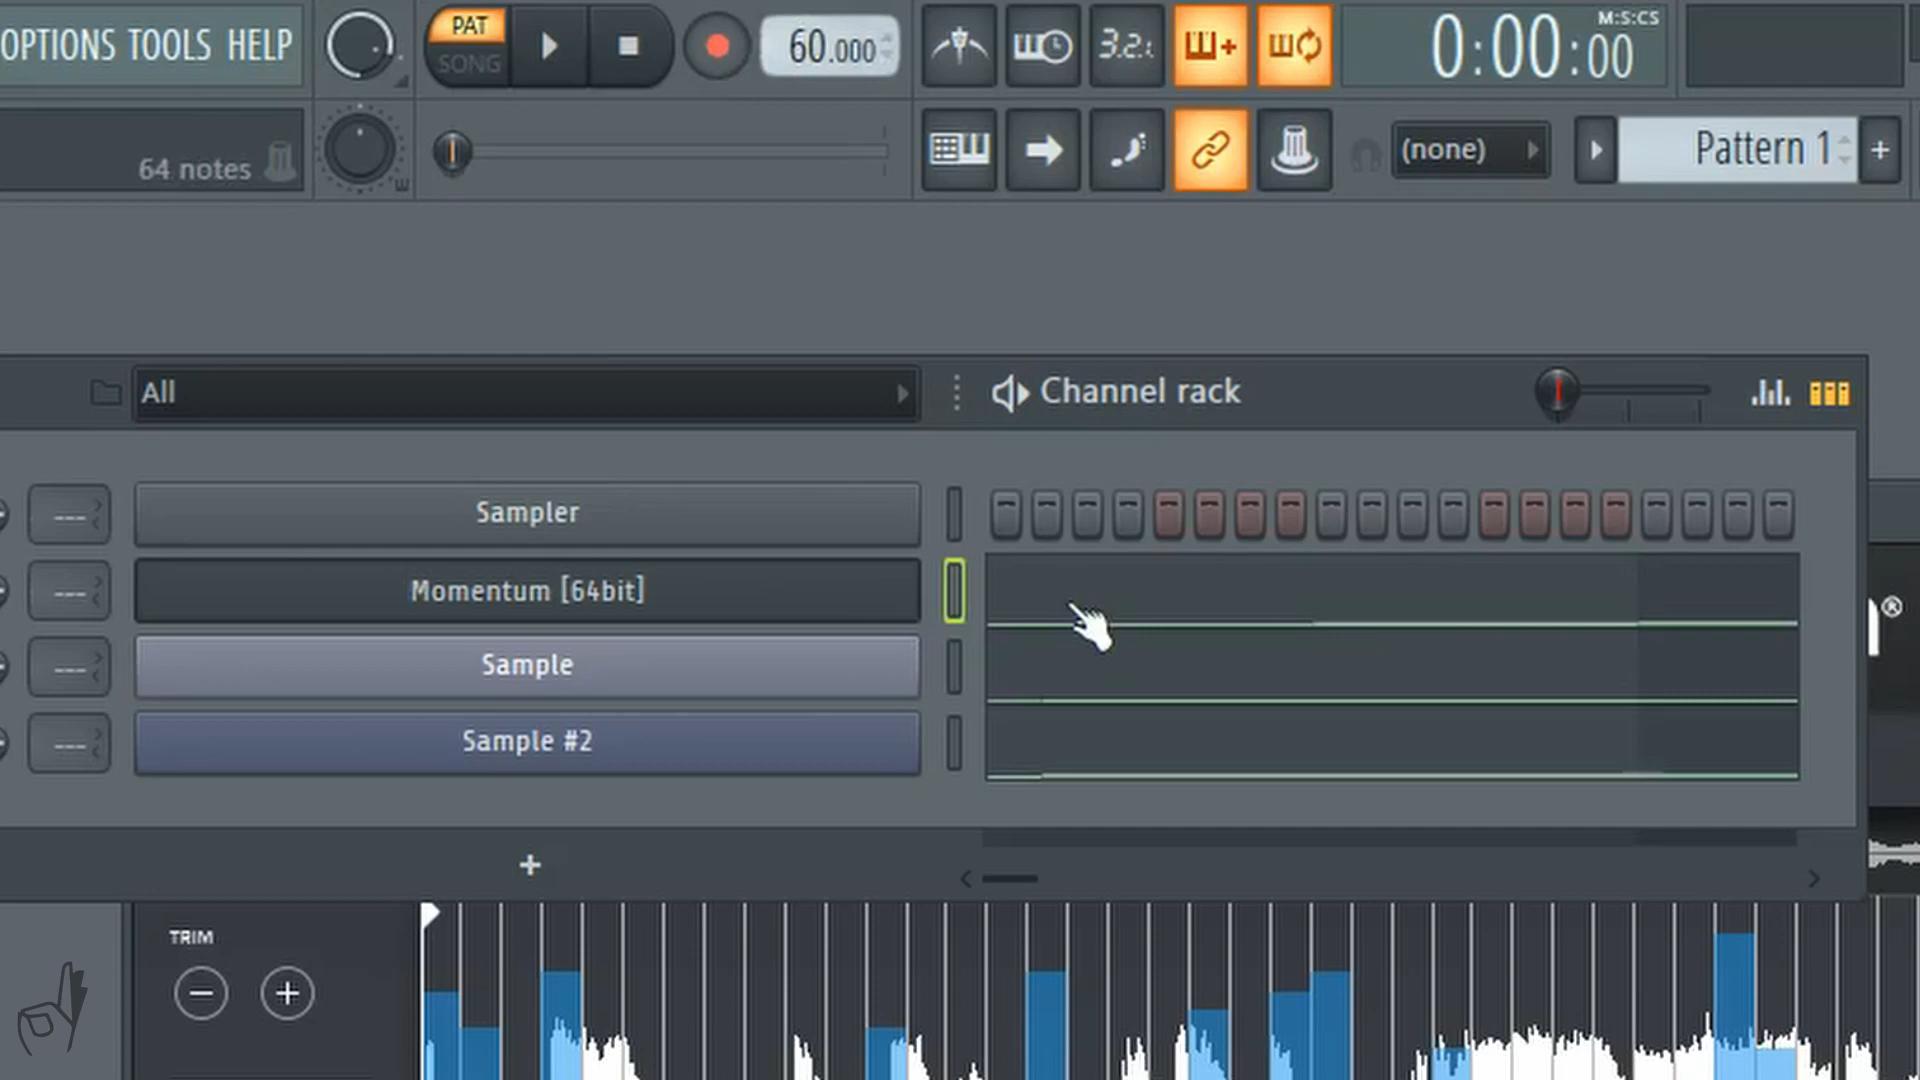 OPTIONS TOOLS HELP
PAT
SONG
60.000
3.2.
M:S:CS
0:00:00
64 notes
(none)
Pattern 1
+
All
Channel rack
---
Sampler
---
Momentum [64bit]
---
Sample
---
Sample #2
+
TRIM